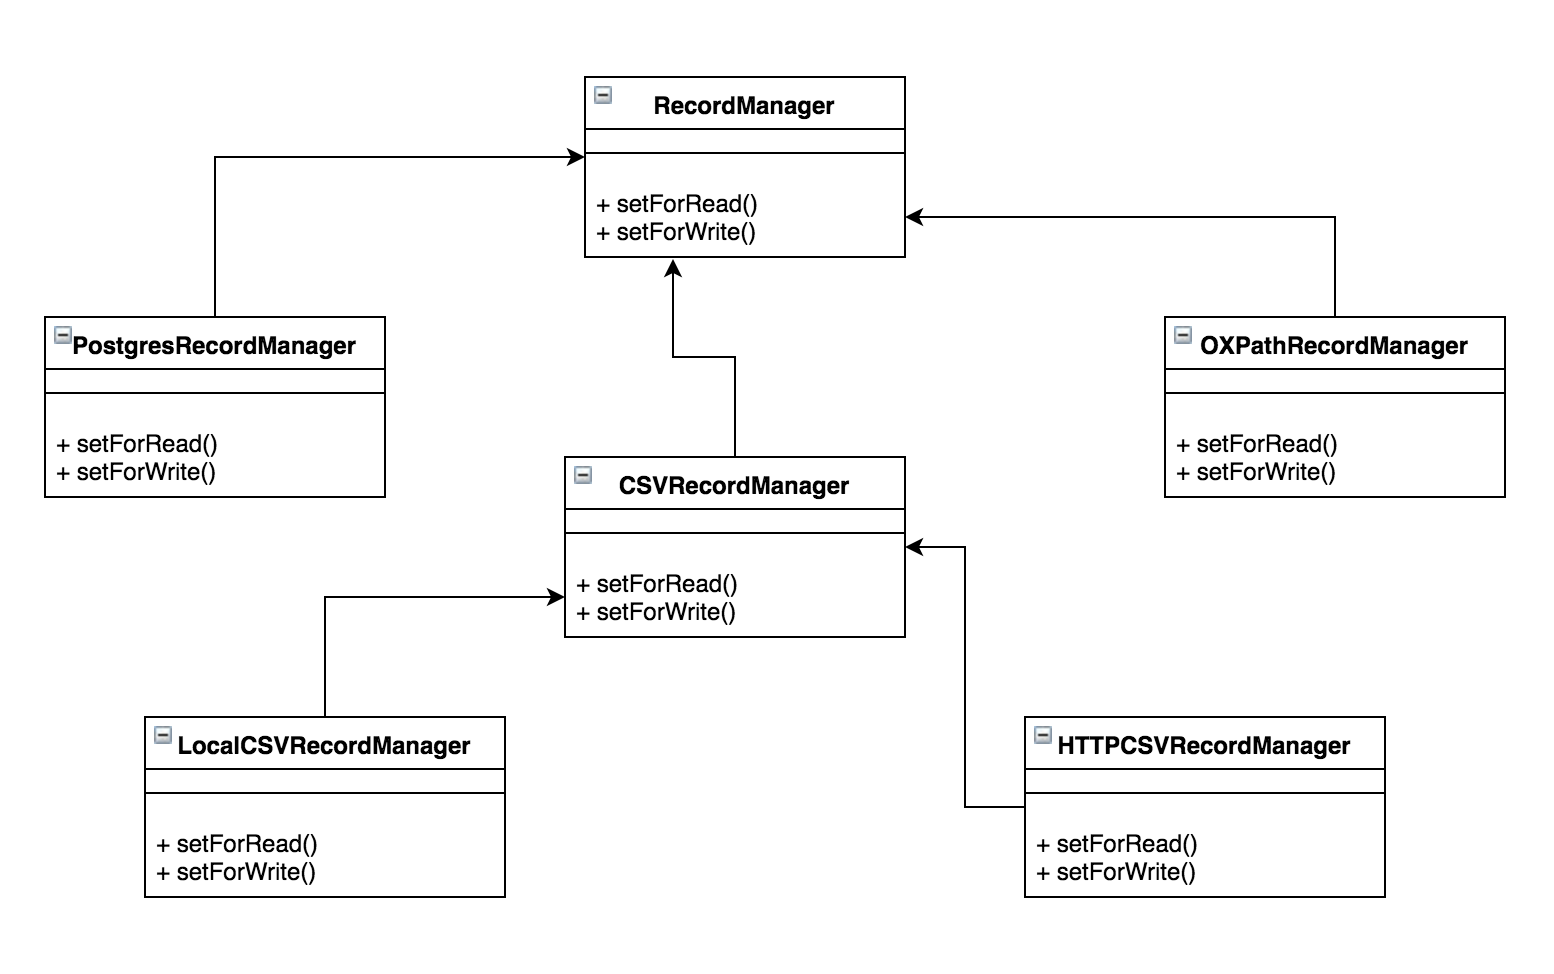 RecordManager
+ setForRead()
+ setForWrite()
PostgresRecordManager
+ setForRead()
+ setForWrite()
OXPathRecordManager
+ setForRead()
+ setForWrite()
CSVRecordManager
+ setForRead()
+ setForWrite()
LocalCSVRecordManager
+ setForRead()
+ setForWrite()
HTTPCSVRecordManager
+ setForRead()
+ setForWrite()